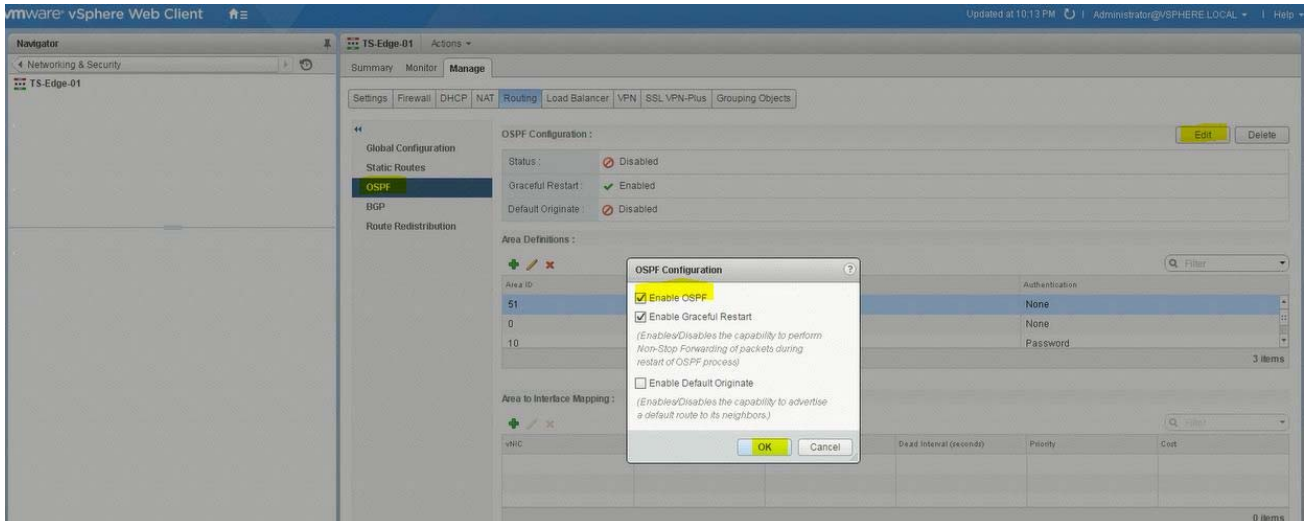 vmware® vSphere Web Client
Updated at 10:13 PM | Administrator@VSPHERE.LOCAL | Help
Navigator
Networking & Security
TS-Edge-01
TS-Edge-01 Actions
Summary Monitor Manage
Settings Firewall DHCP NAT Routing Load Balancer VPN SSL VPN-Plus Grouping Objects
Global Configuration
Static Routes
OSPF
BGP
Route Redistribution
OSPF Configuration :
Edit Delete
Status : Disabled
Graceful Restart : Enabled
Default Originate : Disabled
Area Definitions :
Filter
Area ID Authentication
51 None
0 None
10 Password
3 items
OSPF Configuration ?
Enable OSPF
Enable Graceful Restart
(Enables/Disables the capability to perform
Non-Stop Forwarding of packets during
restart of OSPF process)
Enable Default Originate
(Enables/Disables the capability to advertise
a default route to its neighbors.)
OK Cancel
Area to Interface Mapping :
Filter
vNIC Dead Interval (seconds) Priority Cost
0 items